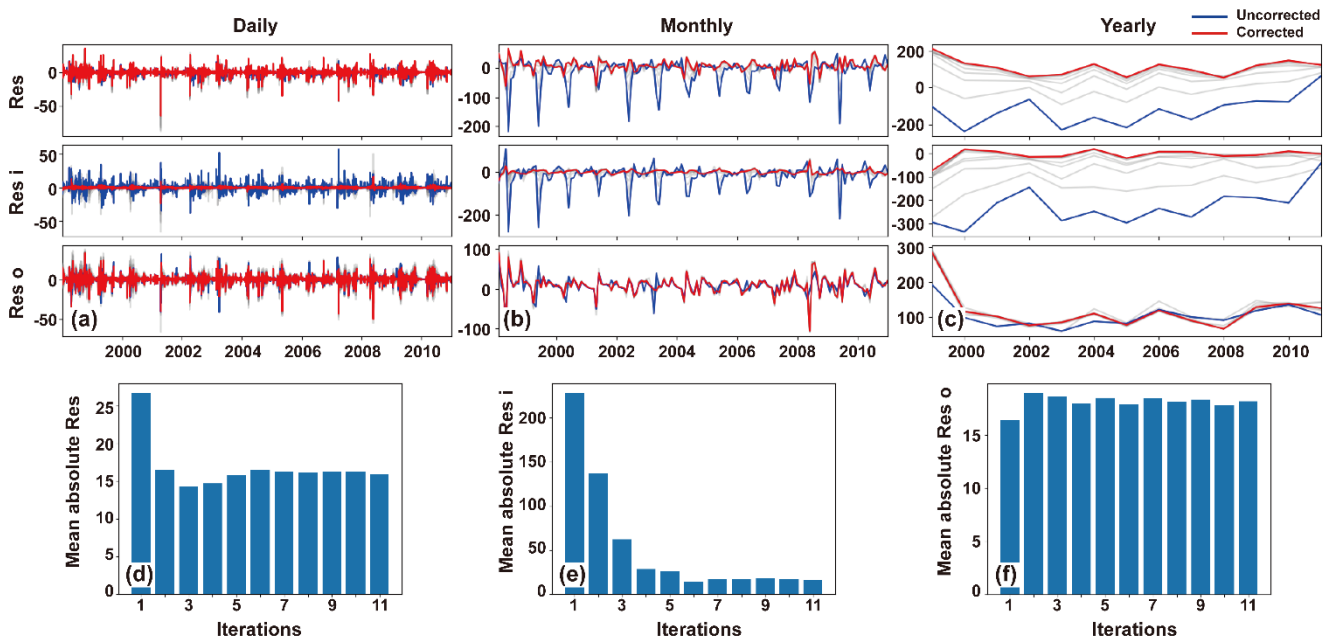 Daily
Monthly
Yearly
Uncorrected
Corrected
Res
0
-50
0
-100
-200
200
100
0
-100
-200
Res i
50
0
-50
0
-200
0
-100
-200
-300
Res o
0
-50
(a)
100
0
-100
(b)
300
200
100
(c)
2000 2002 2004 2006 2008 2010
2000 2002 2004 2006 2008 2010
2000 2002 2004 2006 2008 2010
Mean absolute Res
25
20
15
10
5
0
(d)
1 3 5 7 9 11
Iterations
Mean absolute Res i
200
150
100
50
0
(e)
1 3 5 7 9 11
Iterations
Mean absolute Res o
15
10
5
0
(f)
1 3 5 7 9 11
Iterations